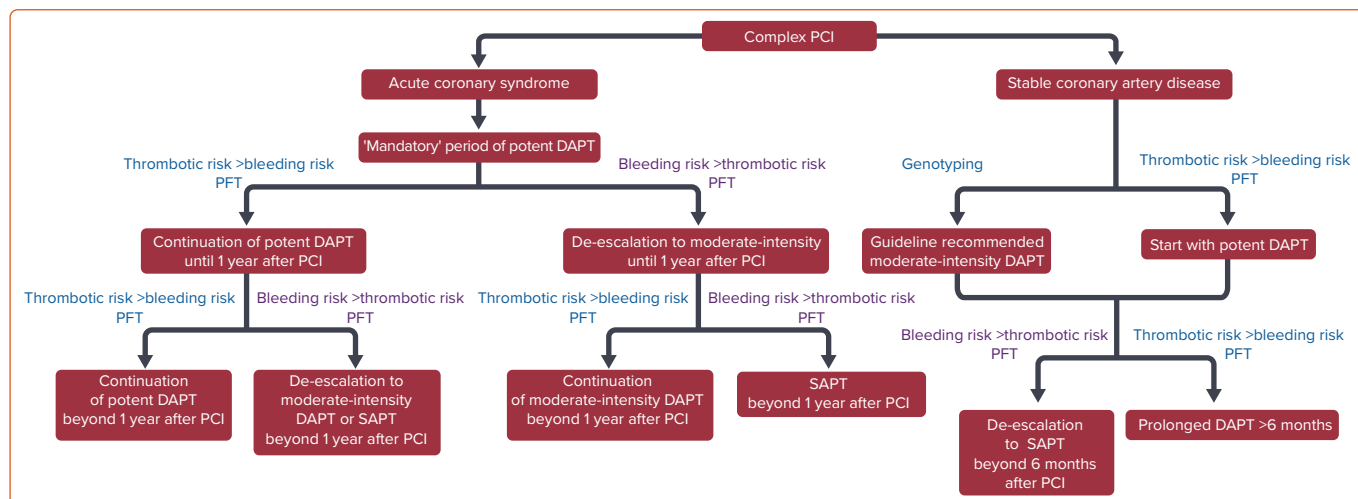 Complex PCI
Acute coronary syndrome
Stable coronary artery disease
'Mandatory' period of potent DAPT
Thrombotic risk >bleeding risk
PFT
Bleeding risk >thrombotic risk
PFT
Genotyping
Thrombotic risk >bleeding risk
PFT
Continuation of potent DAPT
until 1 year after PCI
De-escalation to moderate-intensity
until 1 year after PCI
Guideline recommended
moderate-intensity DAPT
Start with potent DAPT
Thrombotic risk >bleeding risk
PFT
Bleeding risk >thrombotic risk
PFT
Thrombotic risk >bleeding risk
PFT
Bleeding risk >thrombotic risk
PFT
Bleeding risk >thrombotic risk
PFT
Thrombotic risk >bleeding risk
PFT
Continuation
of potent DAPT
beyond 1 year after PCI
De-escalation to
moderate-intensity
DAPT or SAPT
beyond 1 year after PCI
Continuation
of moderate-intensity DAPT
beyond 1 year after PCI
SAPT
beyond 1 year after PCI
De-escalation
to SAPT
beyond 6 months
after PCI
Prolonged DAPT >6 months